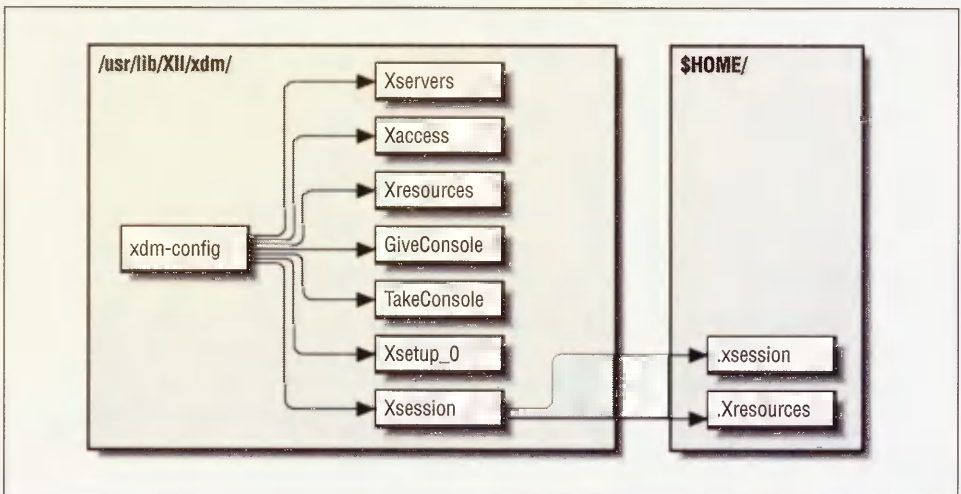 /usr/lib/XII/xdm/
$HOME/
Xservers
Xaccess
Xresources
xdm-config
GiveConsole
TakeConsole
Xsetup_0
Xsession
.xsession
.Xresources